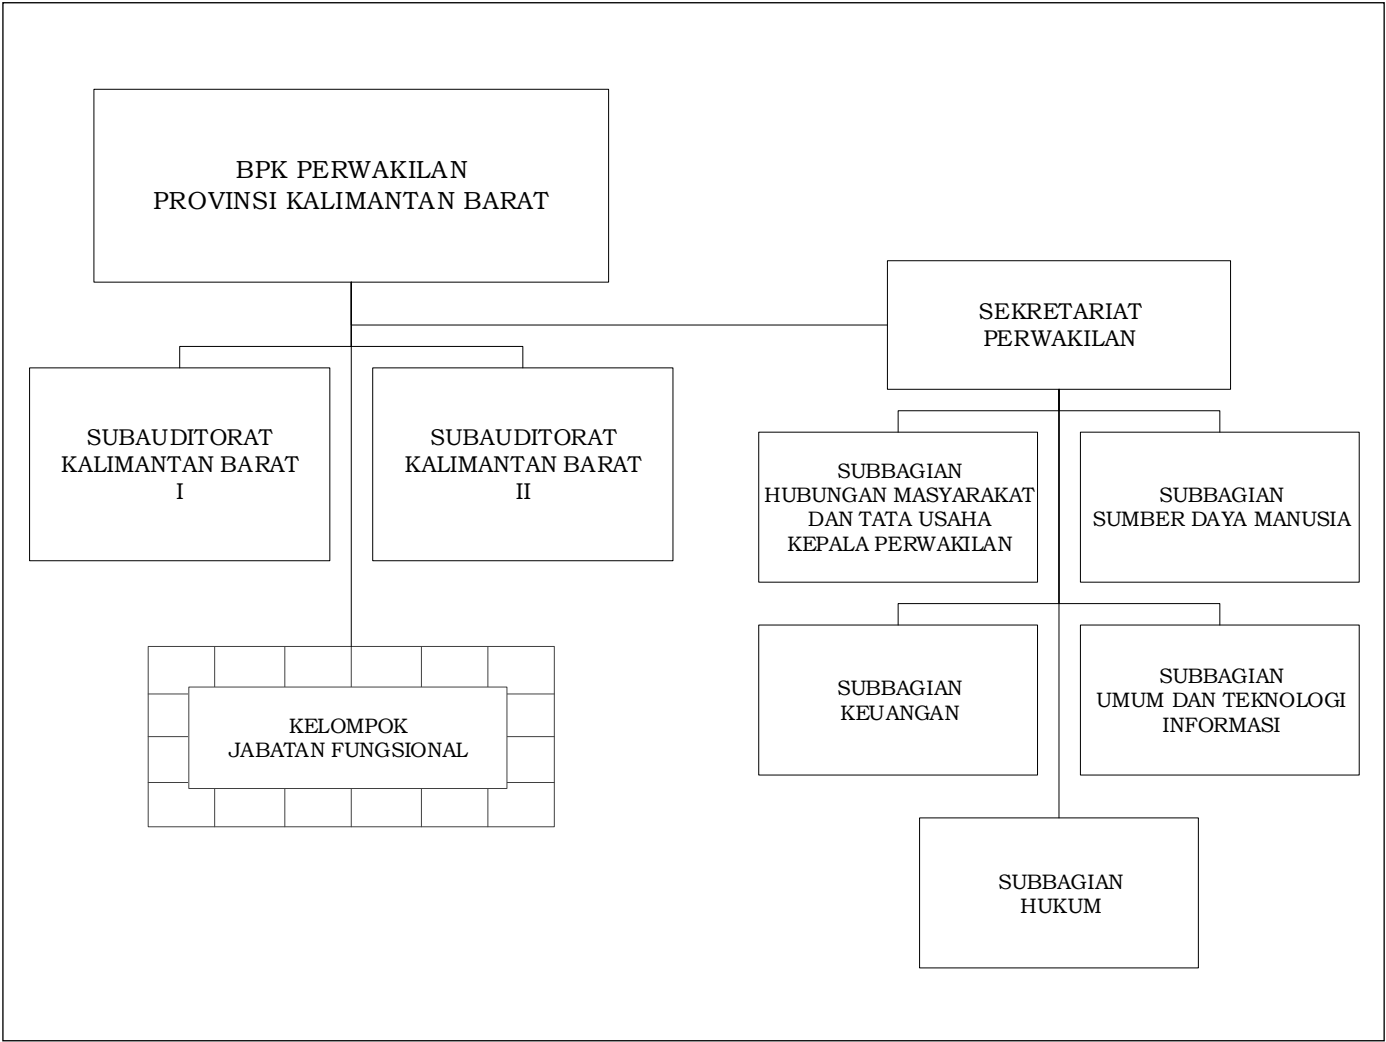 BPK PERWAKILAN
PROVINSI KALIMANTAN BARAT
SEKRETARIAT
PERWAKILAN
SUBAUDITORAT
KALIMANTAN BARAT
I
SUBAUDITORAT
KALIMANTAN BARAT
II
SUBBAGIAN
HUBUNGAN MASYARAKAT
DAN TATA USAHA
KEPALA PERWAKILAN
SUBBAGIAN
SUMBER DAYA MANUSIA
KELOMPOK
JABATAN FUNGSIONAL
SUBBAGIAN
KEUANGAN
SUBBAGIAN
UMUM DAN TEKNOLOGI
INFORMASI
SUBBAGIAN
HUKUM